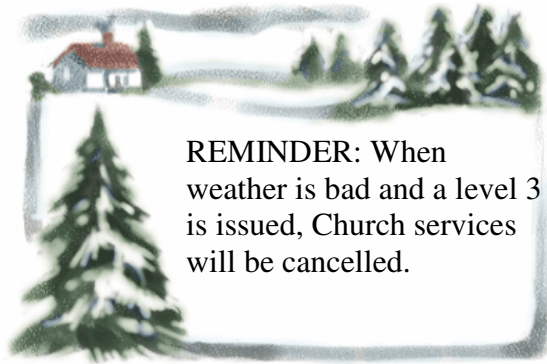 REMINDER: When
weather is bad and a level 3
is issued, Church services
will be cancelled.